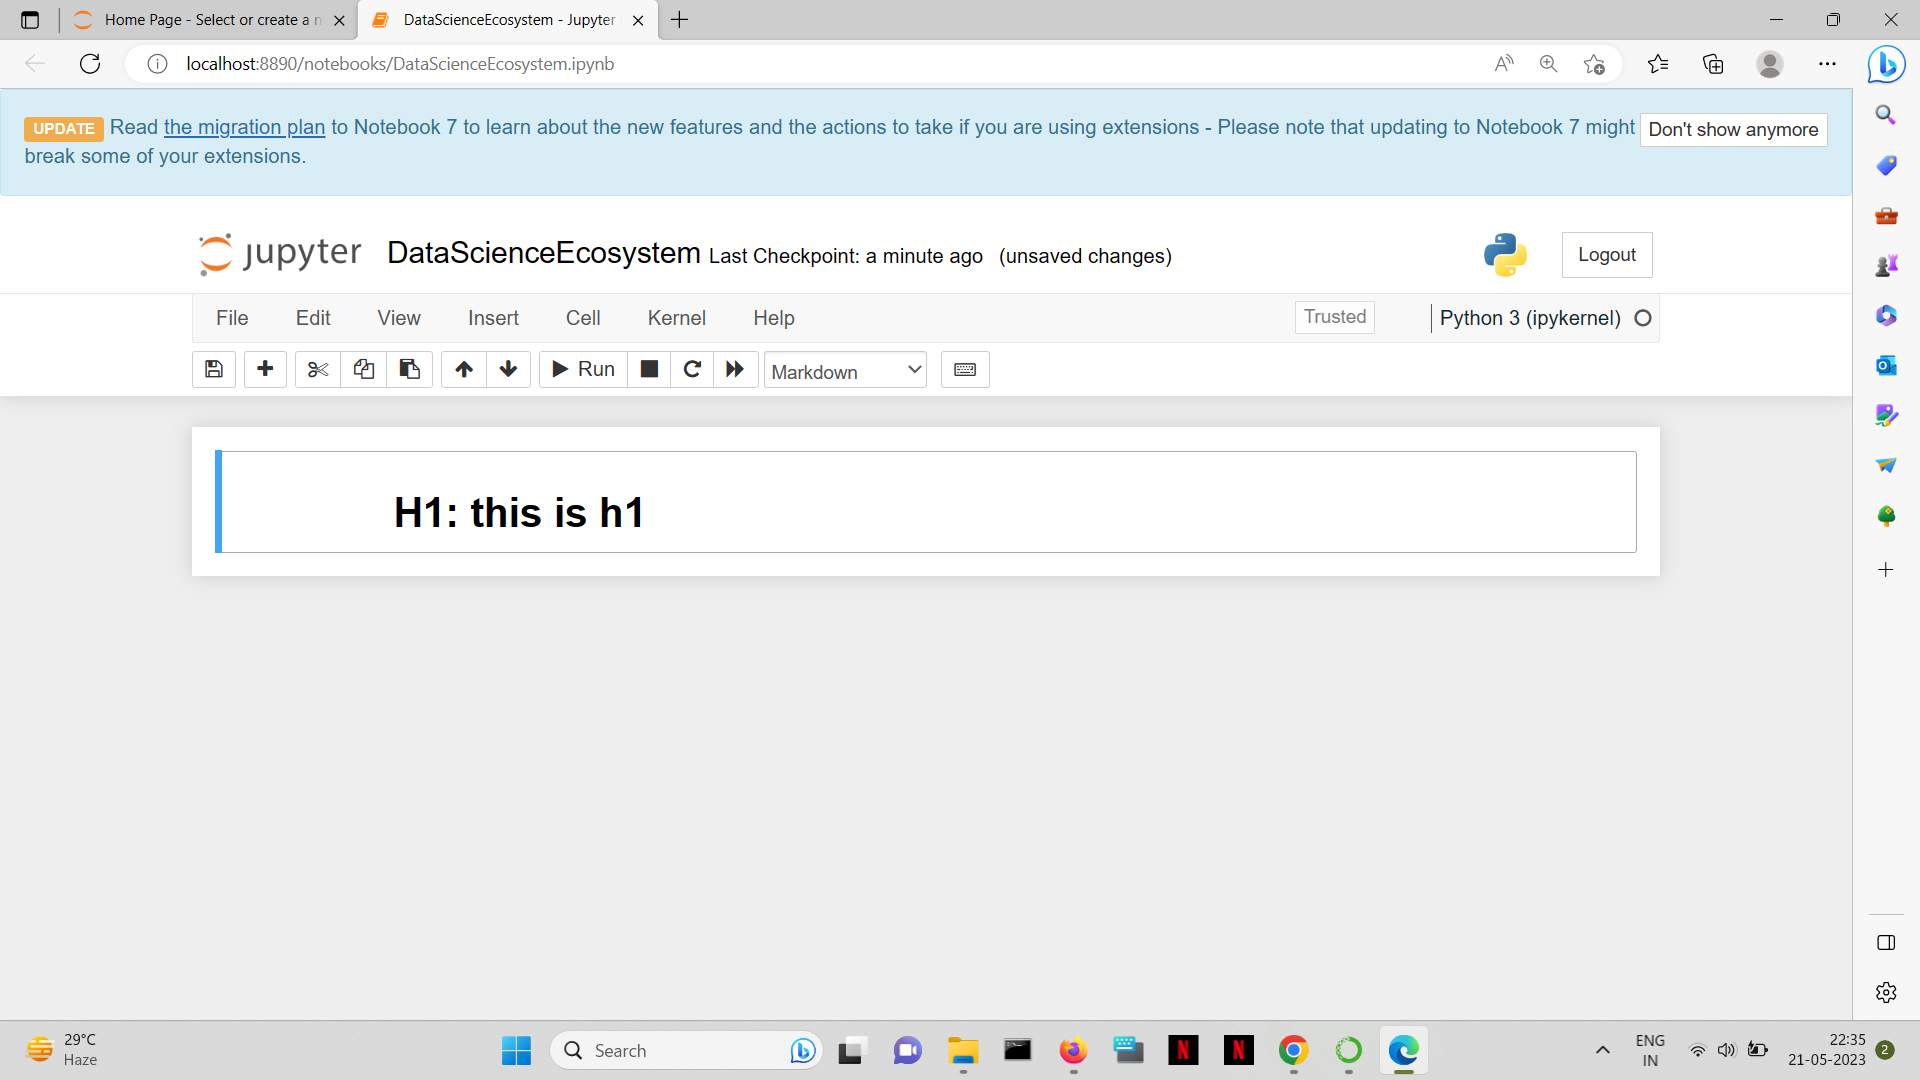 Home Page - Select or create a n
DataScienceEcosystem - Jupyter
localhost:8890/notebooks/DataScienceEcosystem.ipynb
UPDATE Read the migration plan to Notebook 7 to learn about the new features and the actions to take if you are using extensions - Please note that updating to Notebook 7 might
break some of your extensions.
Don't show anymore
jupyter DataScienceEcosystem Last Checkpoint: a minute ago (unsaved changes)
Logout
File Edit View Insert Cell Kernel Help
Trusted
Python 3 (ipykernel)
Run
Markdown
H1: this is h1
29°C
Haze
Search
ENG
IN
22:35
21-05-2023
2